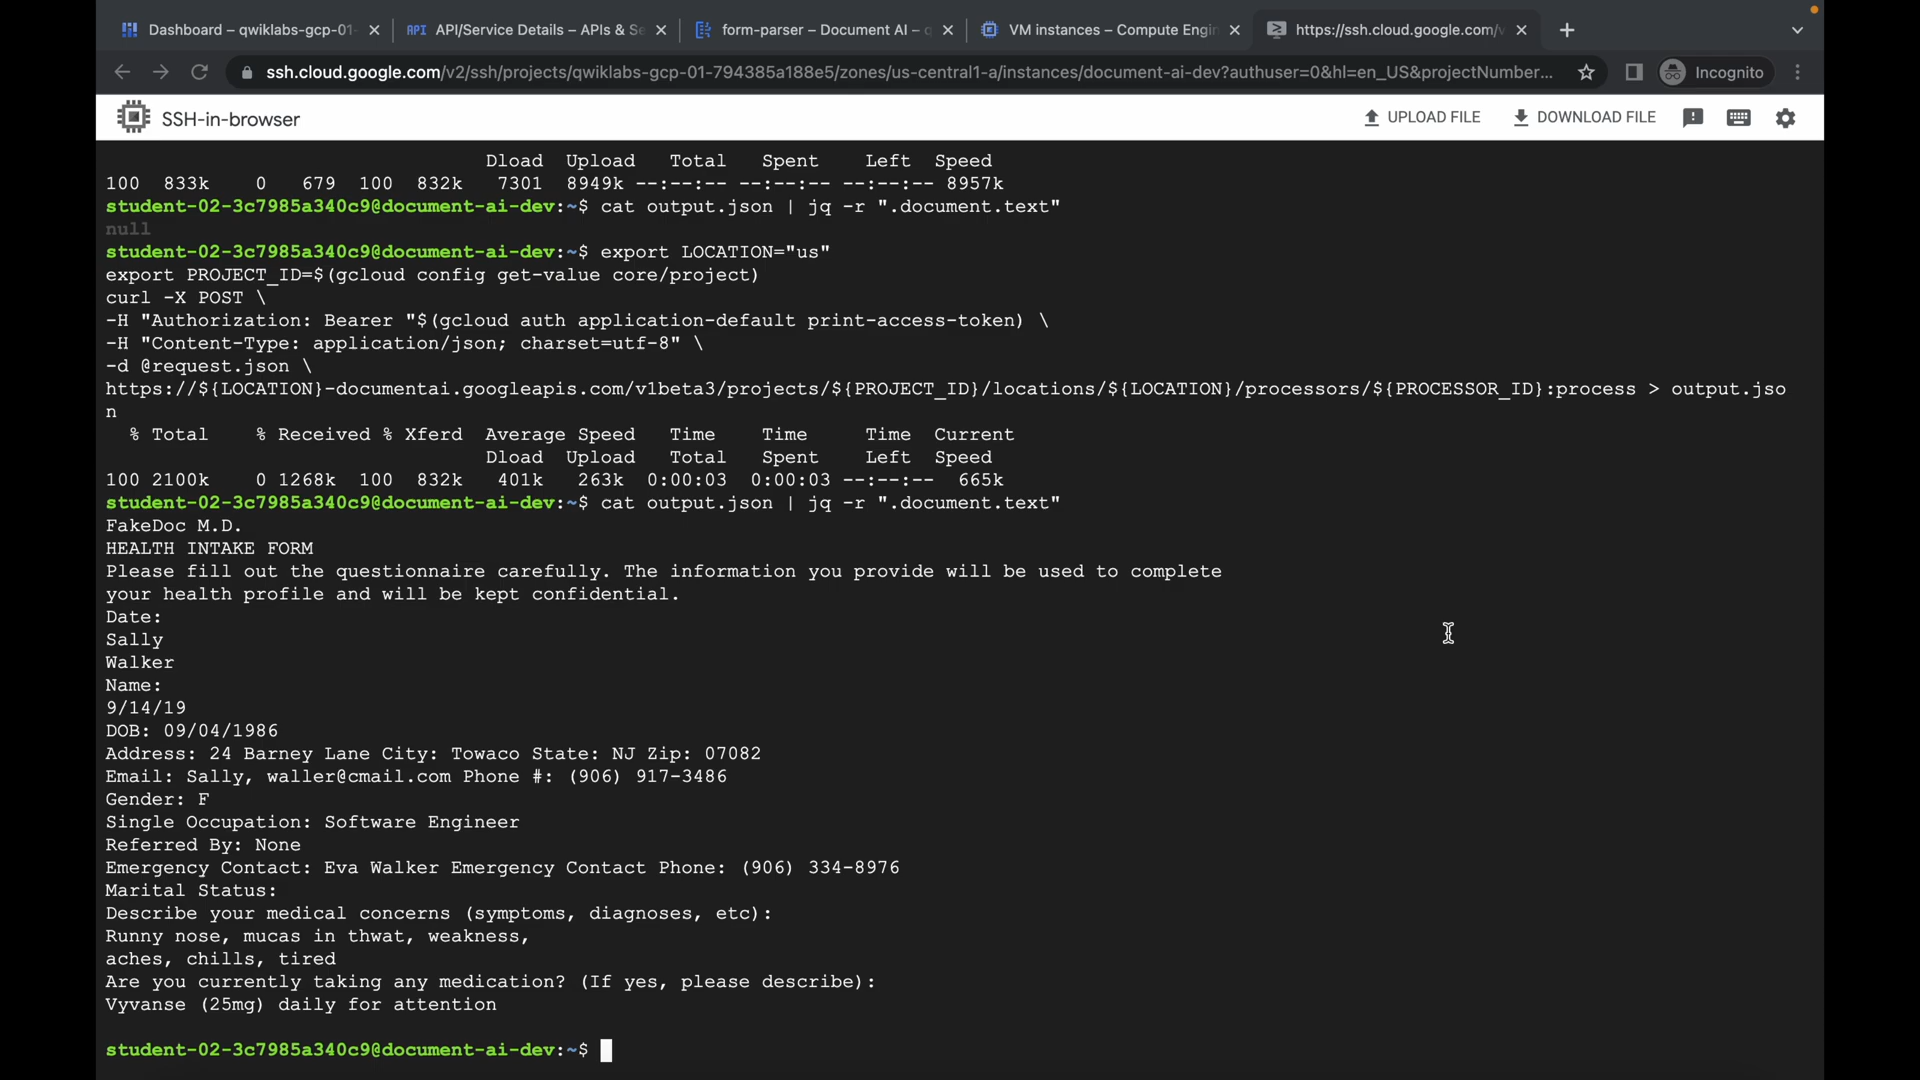 Dashboard – qwiklabs-gcp-01-
API API/Service Details – APIs & Se
form-parser – Document AI – q
VM instances – Compute Engin
https://ssh.cloud.google.com/v
ssh.cloud.google.com/v2/ssh/projects/qwiklabs-gcp-01-794385a188e5/zones/us-central1-a/instances/document-ai-dev?authuser=0&hl=en_US&projectNumber...
Incognito
SSH-in-browser
UPLOAD FILE
DOWNLOAD FILE
Dload Upload Total Spent Left Speed
100 833k 0 679 100 832k 7301 8949k --:--:-- --:--:-- --:--:-- 8957k
student-02-3c7985a340c9@document-ai-dev:~$ cat output.json | jq -r ".document.text"
null
student-02-3c7985a340c9@document-ai-dev:~$ export LOCATION="us"
export PROJECT_ID=$(gcloud config get-value core/project)
curl -X POST \
-H "Authorization: Bearer "$(gcloud auth application-default print-access-token) \
-H "Content-Type: application/json; charset=utf-8" \
-d @request.json \
https://${LOCATION}-documentai.googleapis.com/v1beta3/projects/${PROJECT_ID}/locations/${LOCATION}/processors/${PROCESSOR_ID}:process > output.jso
n
% Total % Received % Xferd Average Speed Time Time Time Current
Dload Upload Total Spent Left Speed
100 2100k 0 1268k 100 832k 401k 263k 0:00:03 0:00:03 --:--:-- 665k
student-02-3c7985a340c9@document-ai-dev:~$ cat output.json | jq -r ".document.text"
FakeDoc M.D.
HEALTH INTAKE FORM
Please fill out the questionnaire carefully. The information you provide will be used to complete
your health profile and will be kept confidential.
Date:
Sally
Walker
Name:
9/14/19
DOB: 09/04/1986
Address: 24 Barney Lane City: Towaco State: NJ Zip: 07082
Email: Sally, waller@cmail.com Phone #: (906) 917-3486
Gender: F
Single Occupation: Software Engineer
Referred By: None
Emergency Contact: Eva Walker Emergency Contact Phone: (906) 334-8976
Marital Status:
Describe your medical concerns (symptoms, diagnoses, etc):
Runny nose, mucas in thwat, weakness,
aches, chills, tired
Are you currently taking any medication? (If yes, please describe):
Vyvanse (25mg) daily for attention
student-02-3c7985a340c9@document-ai-dev:~$